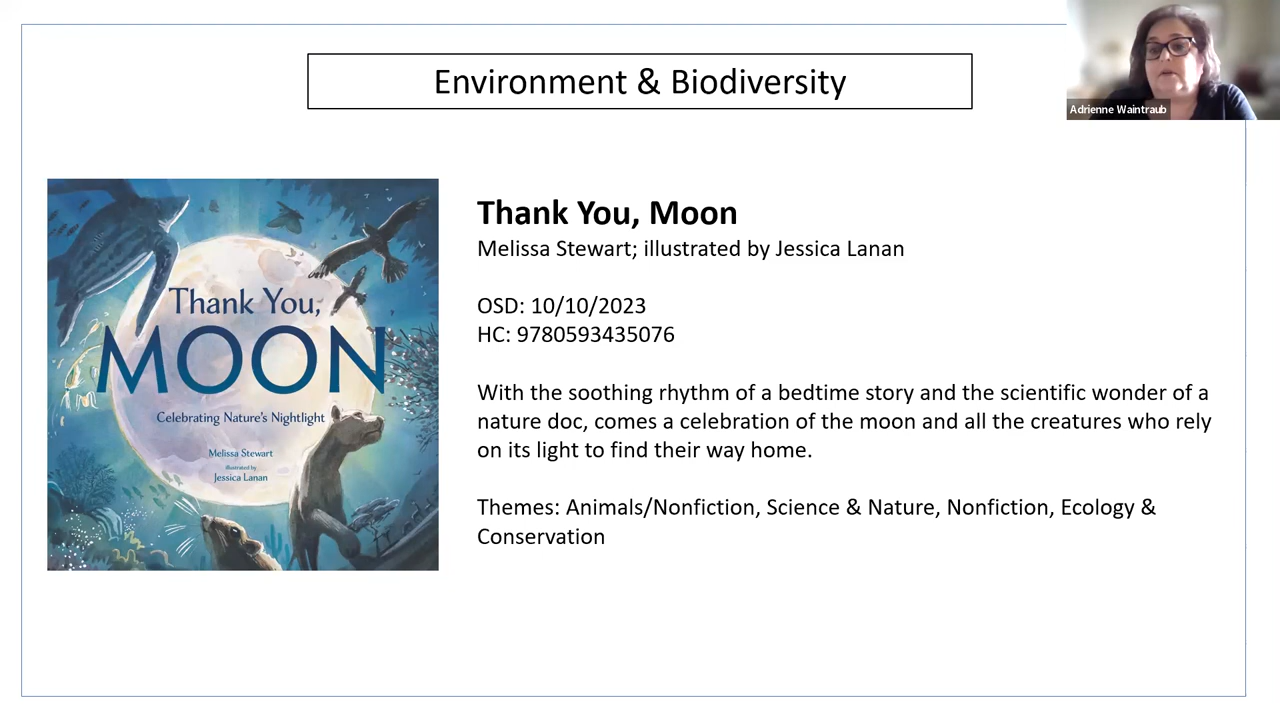 Environment & Biodiversity
Adrienne Waintraub
Thank You,
MOON
Celebrating Nature's Nightlight
Melissa Stewart
illustrated by
Jessica Lanan
Thank You, Moon
Melissa Stewart; illustrated by Jessica Lanan
OSD: 10/10/2023
HC: 9780593435076
With the soothing rhythm of a bedtime story and the scientific wonder of a
nature doc, comes a celebration of the moon and all the creatures who rely
on its light to find their way home.
Themes: Animals/Nonfiction, Science & Nature, Nonfiction, Ecology &
Conservation